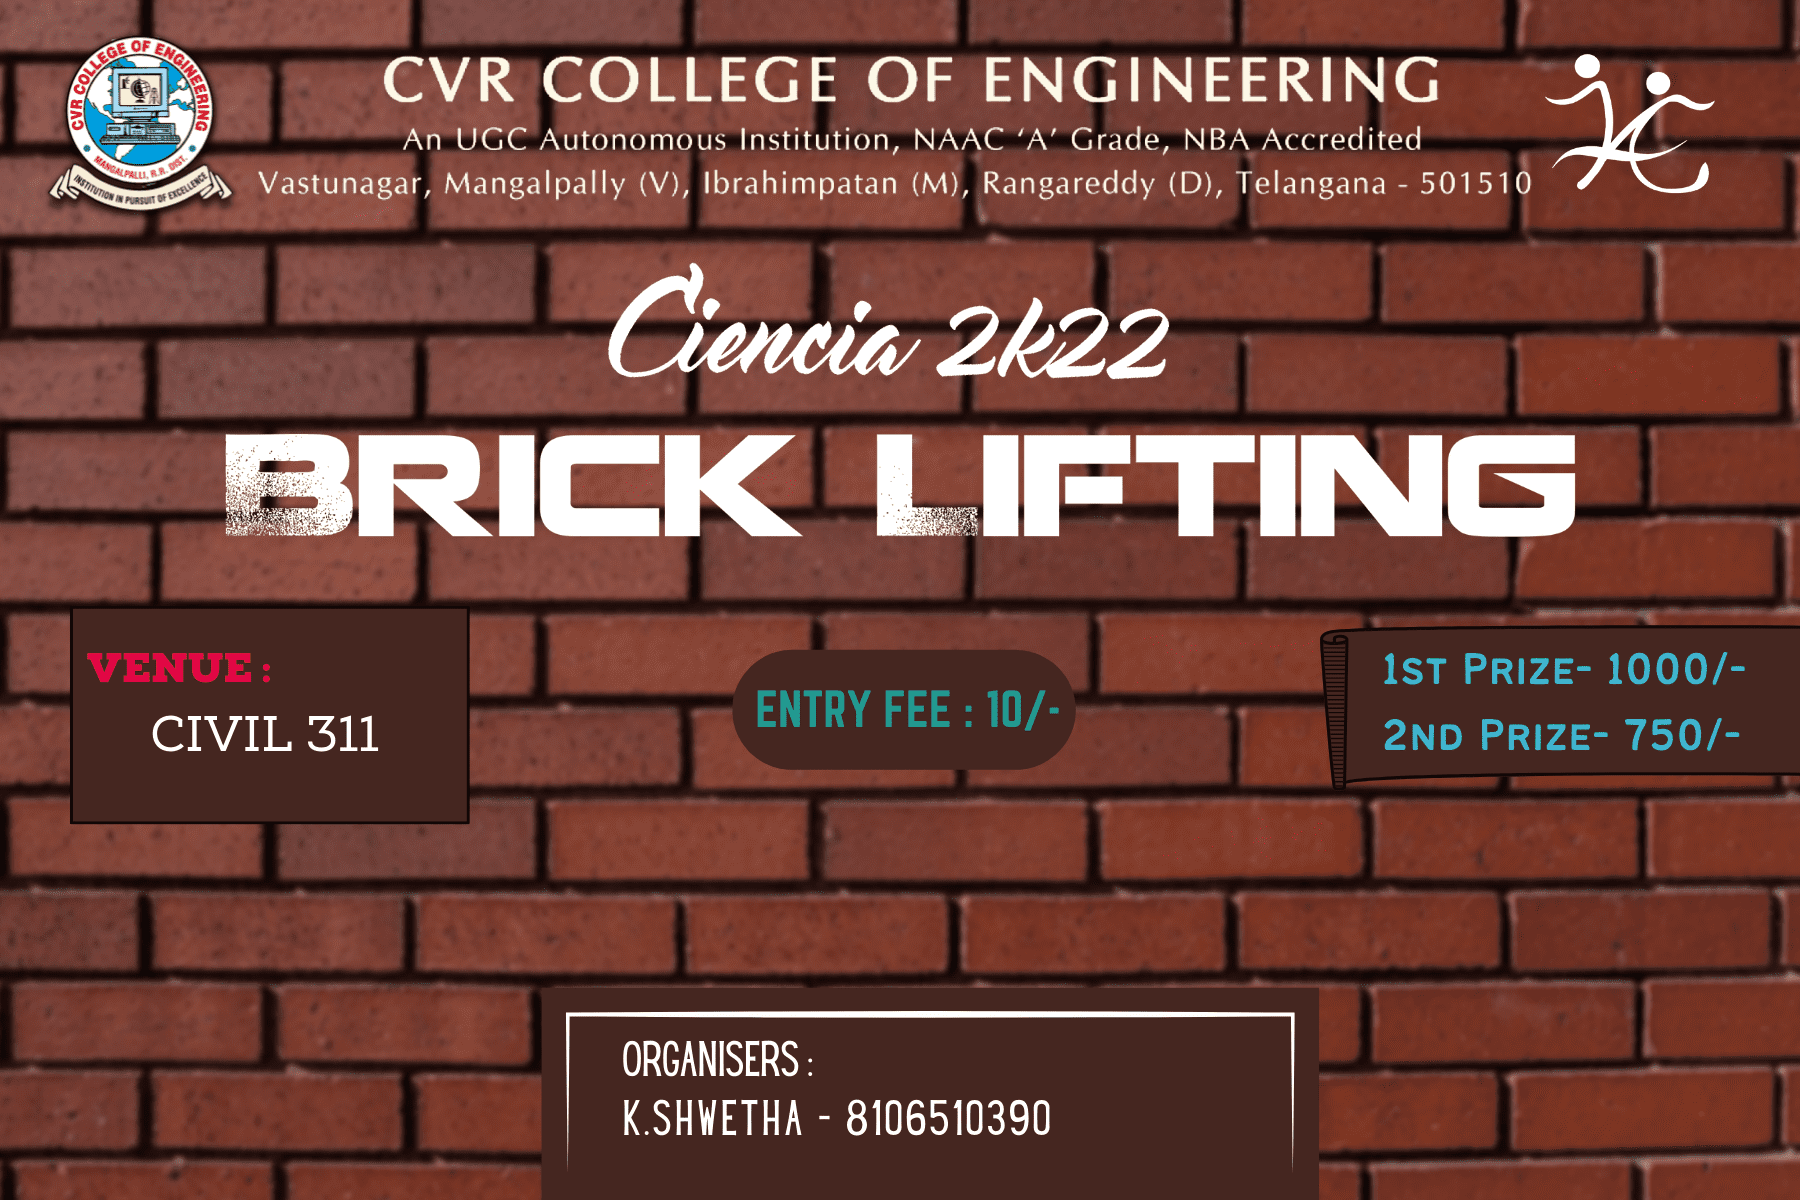 CVR COLLEGE OF ENGINEERING
MANGALPALLI, R.R. DIST.
INSTITUTION IN PURSUIT OF EXCELLENCE
CVR COLLEGE OF ENGINEERING
An UGC Autonomous Institution, NAAC ‘A’ Grade, NBA Accredited
Vastunagar, Mangalpally (V), Ibrahimpatan (M), Rangareddy (D), Telangana - 501510
Ciencia 2k22
BRICK LIFTING
VENUE :
CIVIL 311
ENTRY FEE : 10/-
1ST PRIZE- 1000/-
2ND PRIZE- 750/-
ORGANISERS :
K.SHWETHA - 8106510390